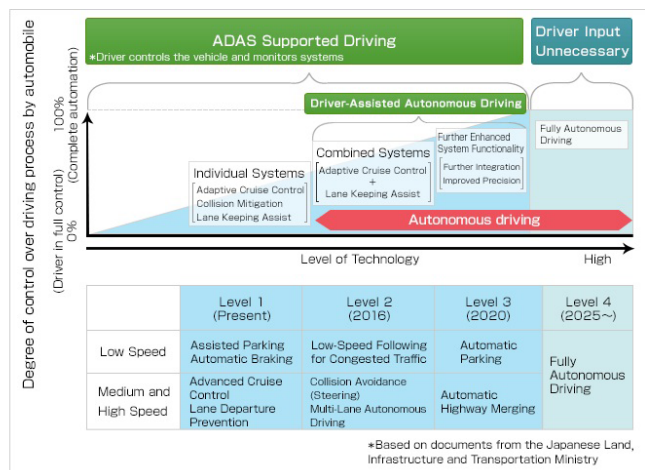 ADAS Supported Driving
*Driver controls the vehicle and monitors systems
Driver Input
Unnecessary
Degree of control over driving process by automobile
(Driver in full control) (Complete automation)
0% 100%
Driver-Assisted Autonomous Driving
Individual Systems
Adaptive Cruise Control
Collision Mitigation
Lane Keeping Assist
Combined Systems
Adaptive Cruise Control
+
Lane Keeping Assist
Further Enhanced
System Functionality
Further Integration
Improved Precision
Fully Autonomous
Driving
Autonomous driving
Level of Technology
High
Level 1
(Present)
Level 2
(2016)
Level 3
(2020)
Level 4
(2025~)
Low Speed
Assisted Parking
Automatic Braking
Low-Speed Following
for Congested Traffic
Automatic
Parking
Fully
Autonomous
Driving
Medium and
High Speed
Advanced Cruise
Control
Lane Departure
Prevention
Collision Avoidance
(Steering)
Multi-Lane Autonomous
Driving
Automatic
Highway Merging
*Based on documents from the Japanese Land,
Infrastructure and Transportation Ministry